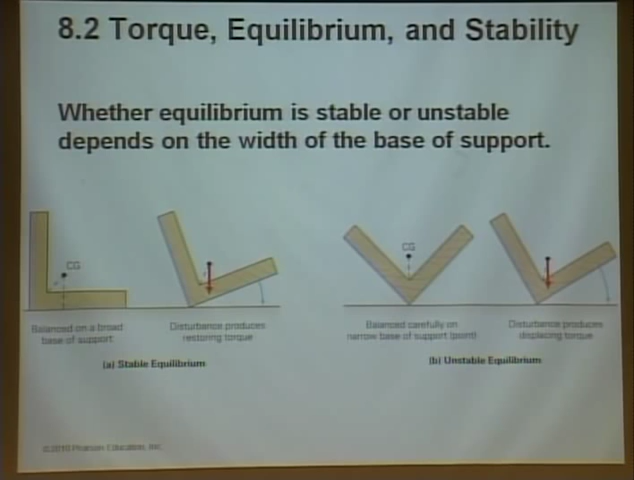 8.2 Torque, Equilibrium, and Stability
Whether equilibrium is stable or unstable
depends on the width of the base of support.
CG
Balanced on a broad
base of support
Disturbance produces
restoring torque
(a) Stable Equilibrium
CG
Balanced carefully on
narrow base of support (point)
Disturbance produces
displacing torque
(b) Unstable Equilibrium
© 2010 Pearson Education, Inc.